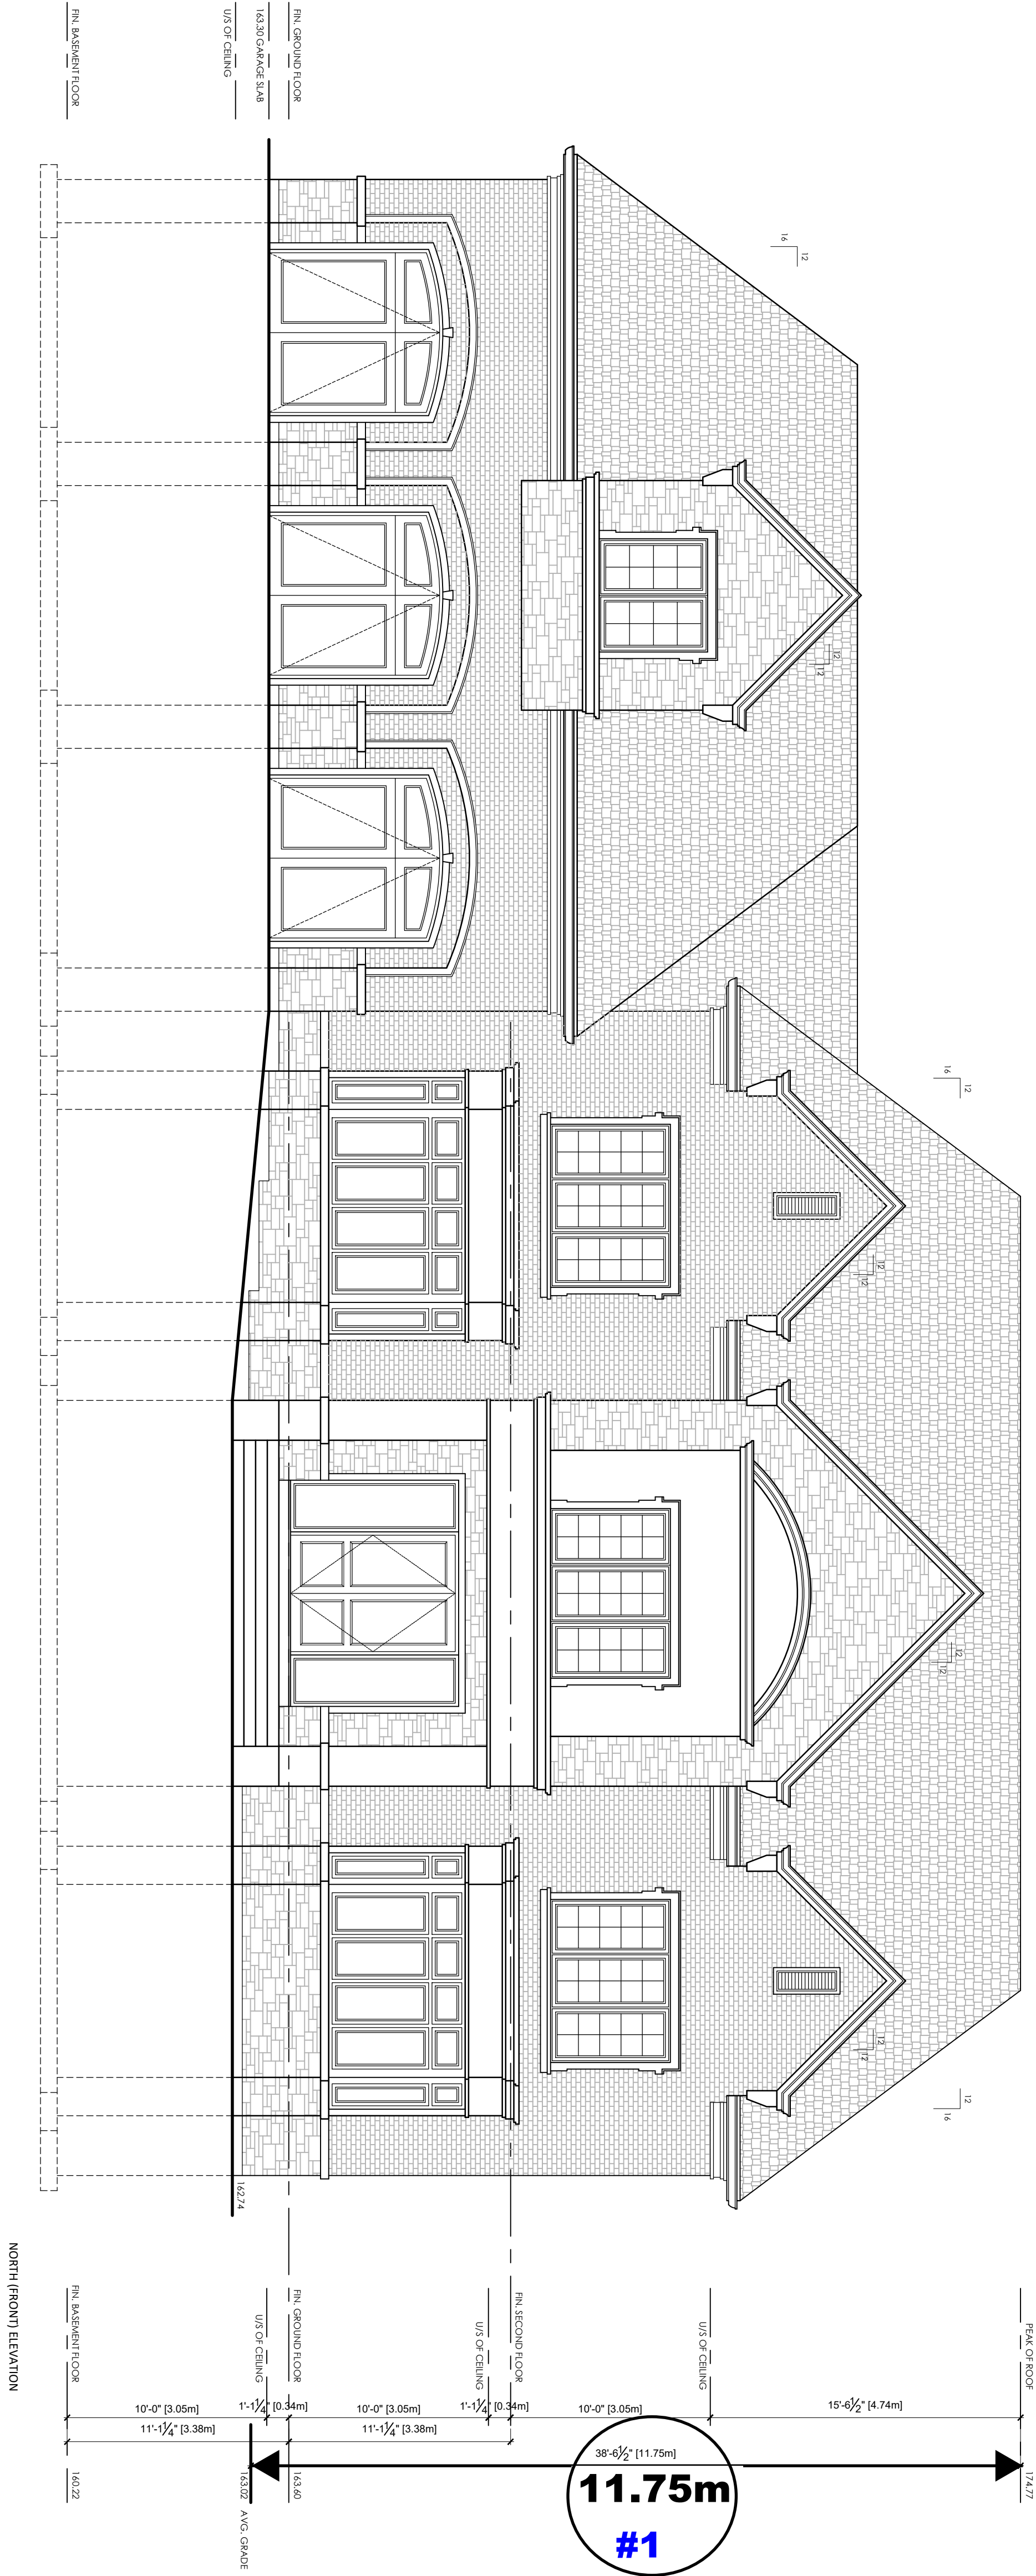 FIN. GROUND FLOOR
163.30 GARAGE SLAB
U/S OF CEILING
FIN. BASEMENT FLOOR
16
12
12
12
16
12
12
12
12
12
12
12
12
16
162.74
PEAK OF ROOF
U/S OF CEILING
FIN. SECOND FLOOR
U/S OF CEILING
FIN. GROUND FLOOR
U/S OF CEILING
FIN. BASEMENT FLOOR
15'-6½" [4.74m]
10'-0" [3.05m]
1'-1¼" [0.34m]
10'-0" [3.05m]
1'-1¼" [0.34m]
10'-0" [3.05m]
11'-1¼" [3.38m]
11'-1¼" [3.38m]
38'-6½" [11.75m]
11.75m
#1
174.77
163.60
163.02 AVG. GRADE
160.22
NORTH (FRONT) ELEVATION